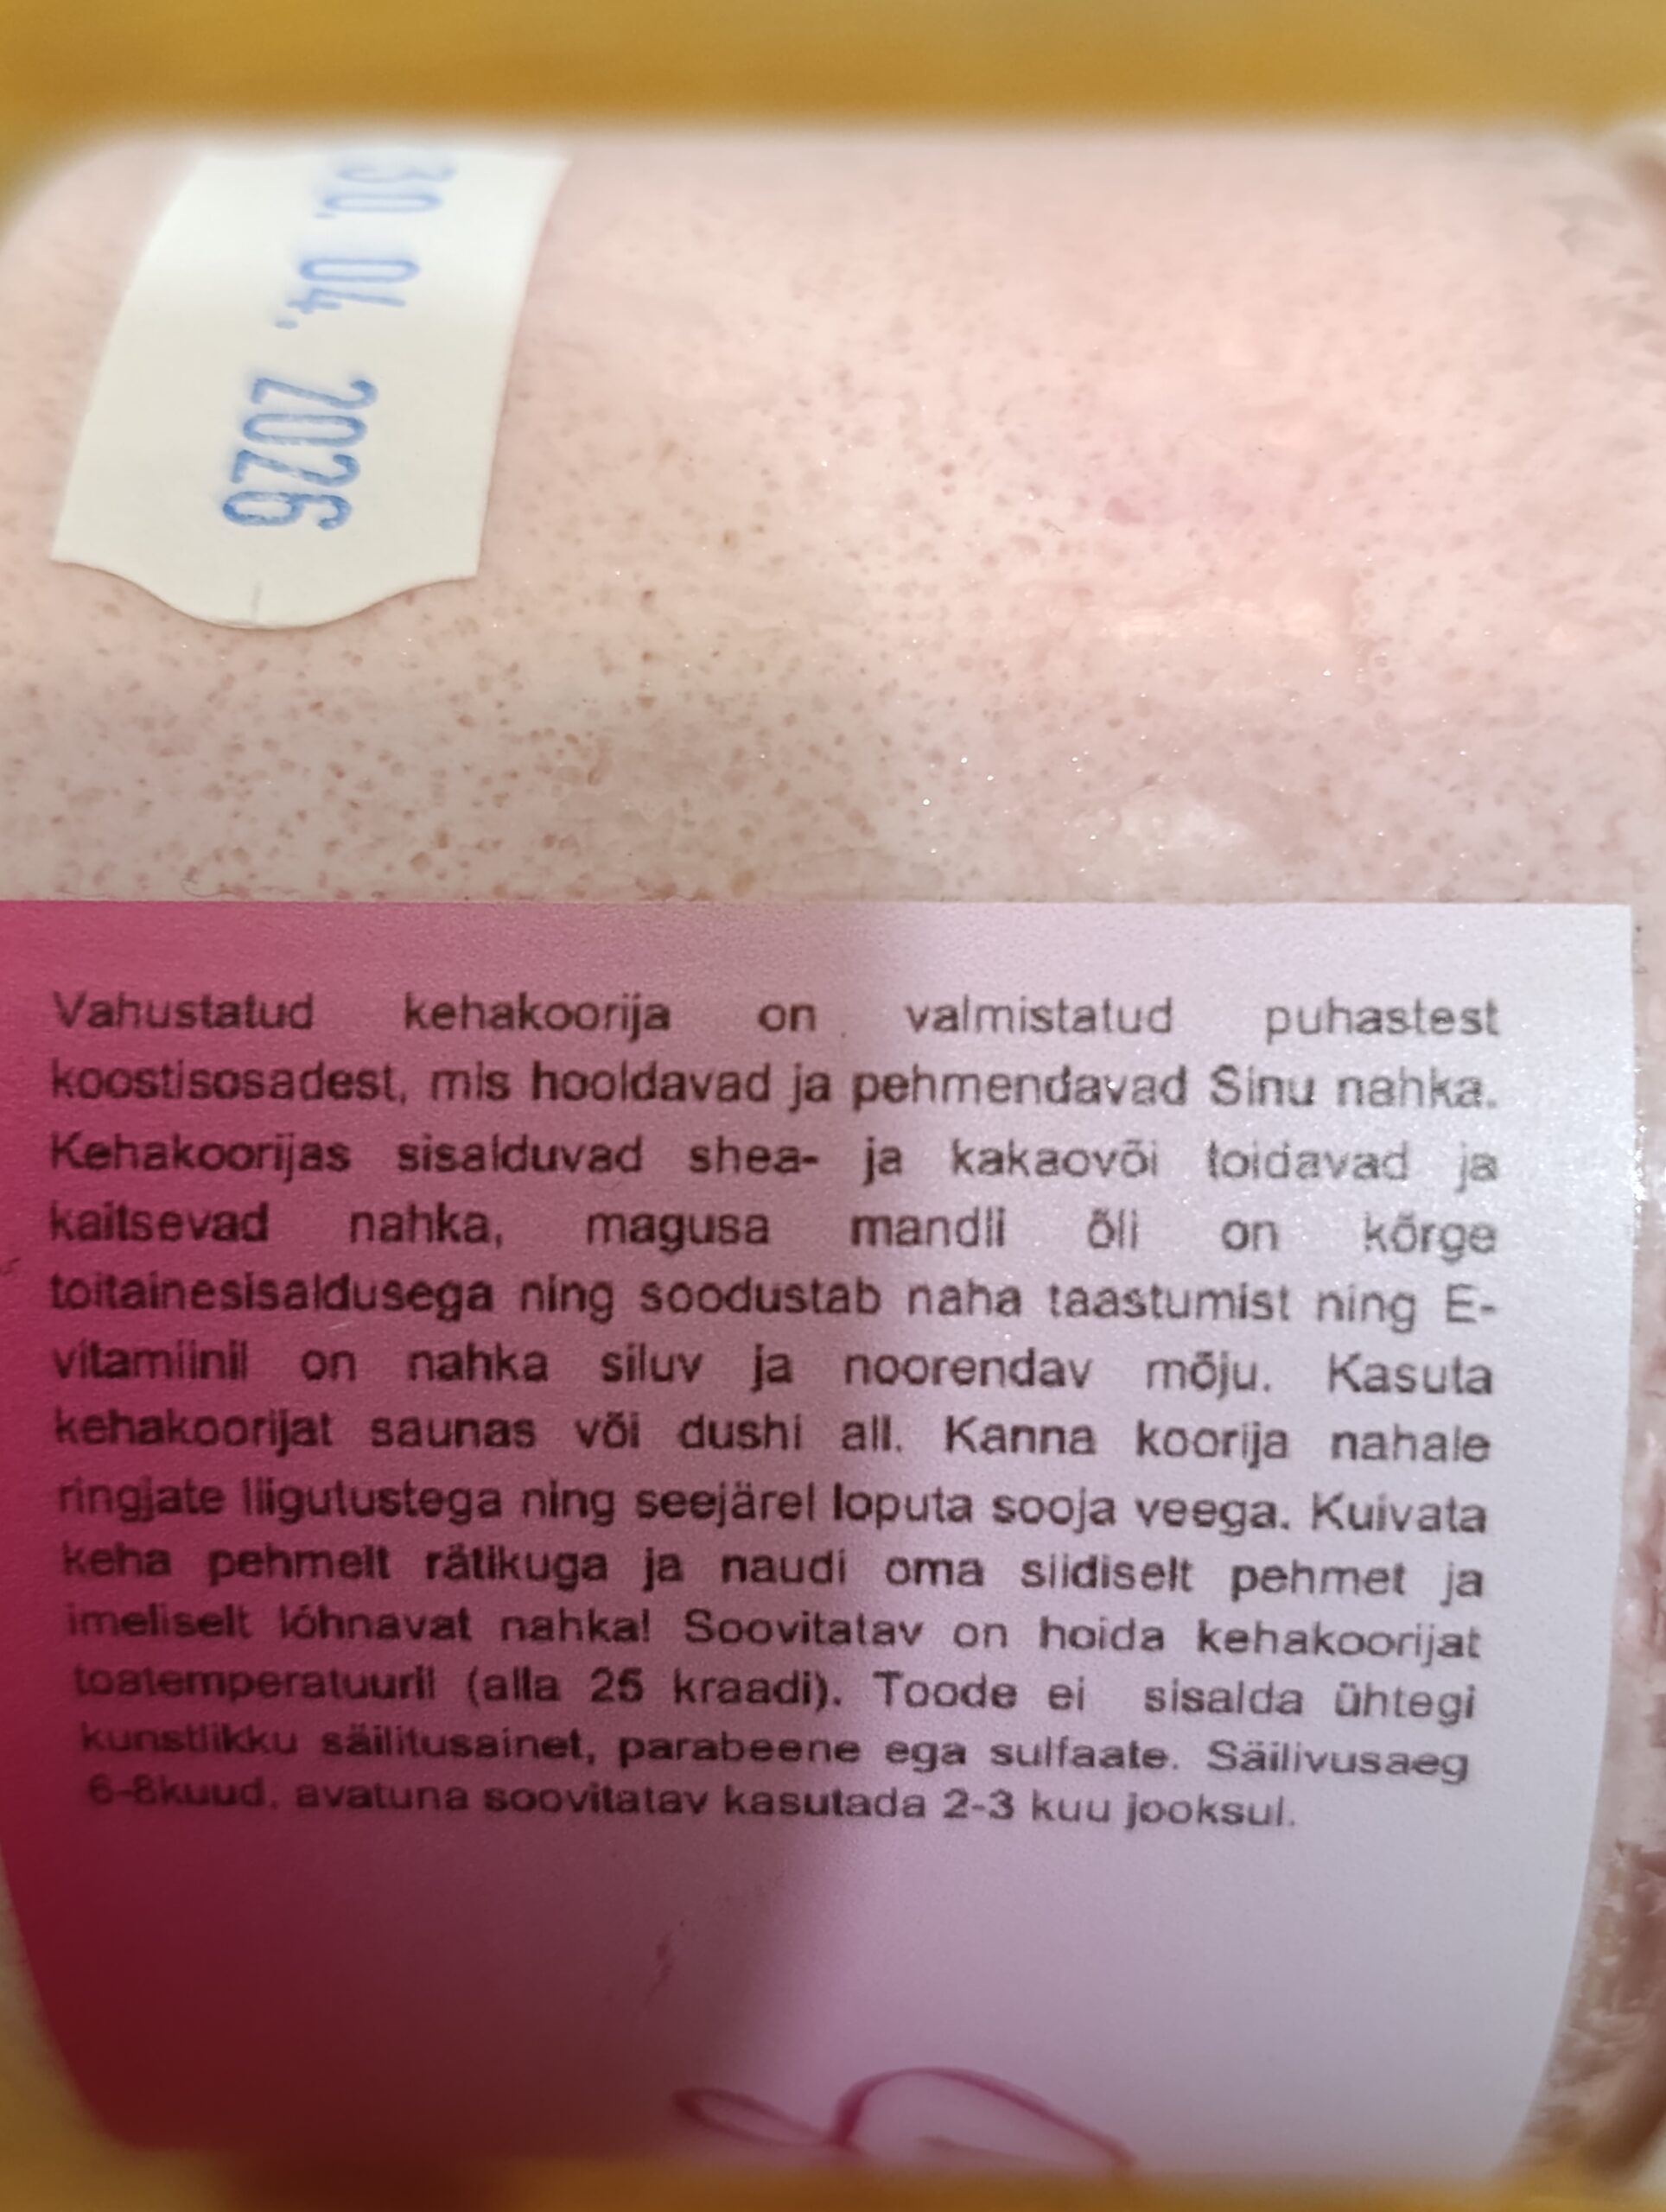 30. 04. 2026
Vahustatud kehakoorija on valmistatud puhastest
koostisosadest, mis hooldavad ja pehmendavad Sinu nahka.
Kehakoorijas sisalduvad shea- ja kakaovõi toidavad ja
kaitsevad nahka, magusa mandli õli on kõrge
toitainesisaldusega ning soodustab naha taastumist ning E-
vitamiinil on nahka siluv ja noorendav mõju. Kasuta
kehakoorijat saunas või dushi all. Kanna koorija nahale
ringjate liigutustega ning seejärel loputa sooja veega. Kuivata
keha pehmelt rätikuga ja naudi oma siidiselt pehmet ja
imeliselt lõhnavat nahka! Soovitatav on hoida kehakoorijat
toatemperatuuril (alla 25 kraadi). Toode ei sisalda ühtegi
kunstlikku säilitusainet, parabeene ega sulfaate. Säilivusaeg
6-8kuud, avatuna soovitatav kasutada 2-3 kuu jooksul.